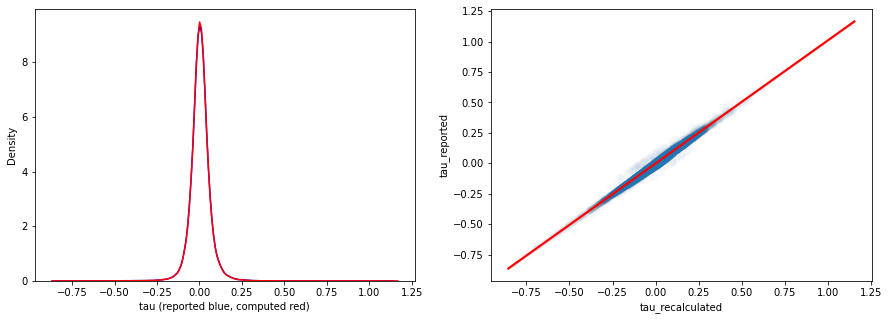 Density
8
6
4
2
0
−0.75 −0.50 −0.25 0.00 0.25 0.50 0.75 1.00 1.25
tau (reported blue, computed red)
tau_reported
1.25
1.00
0.75
0.50
0.25
0.00
−0.25
−0.50
−0.75
−0.75 −0.50 −0.25 0.00 0.25 0.50 0.75 1.00 1.25
tau_recalculated